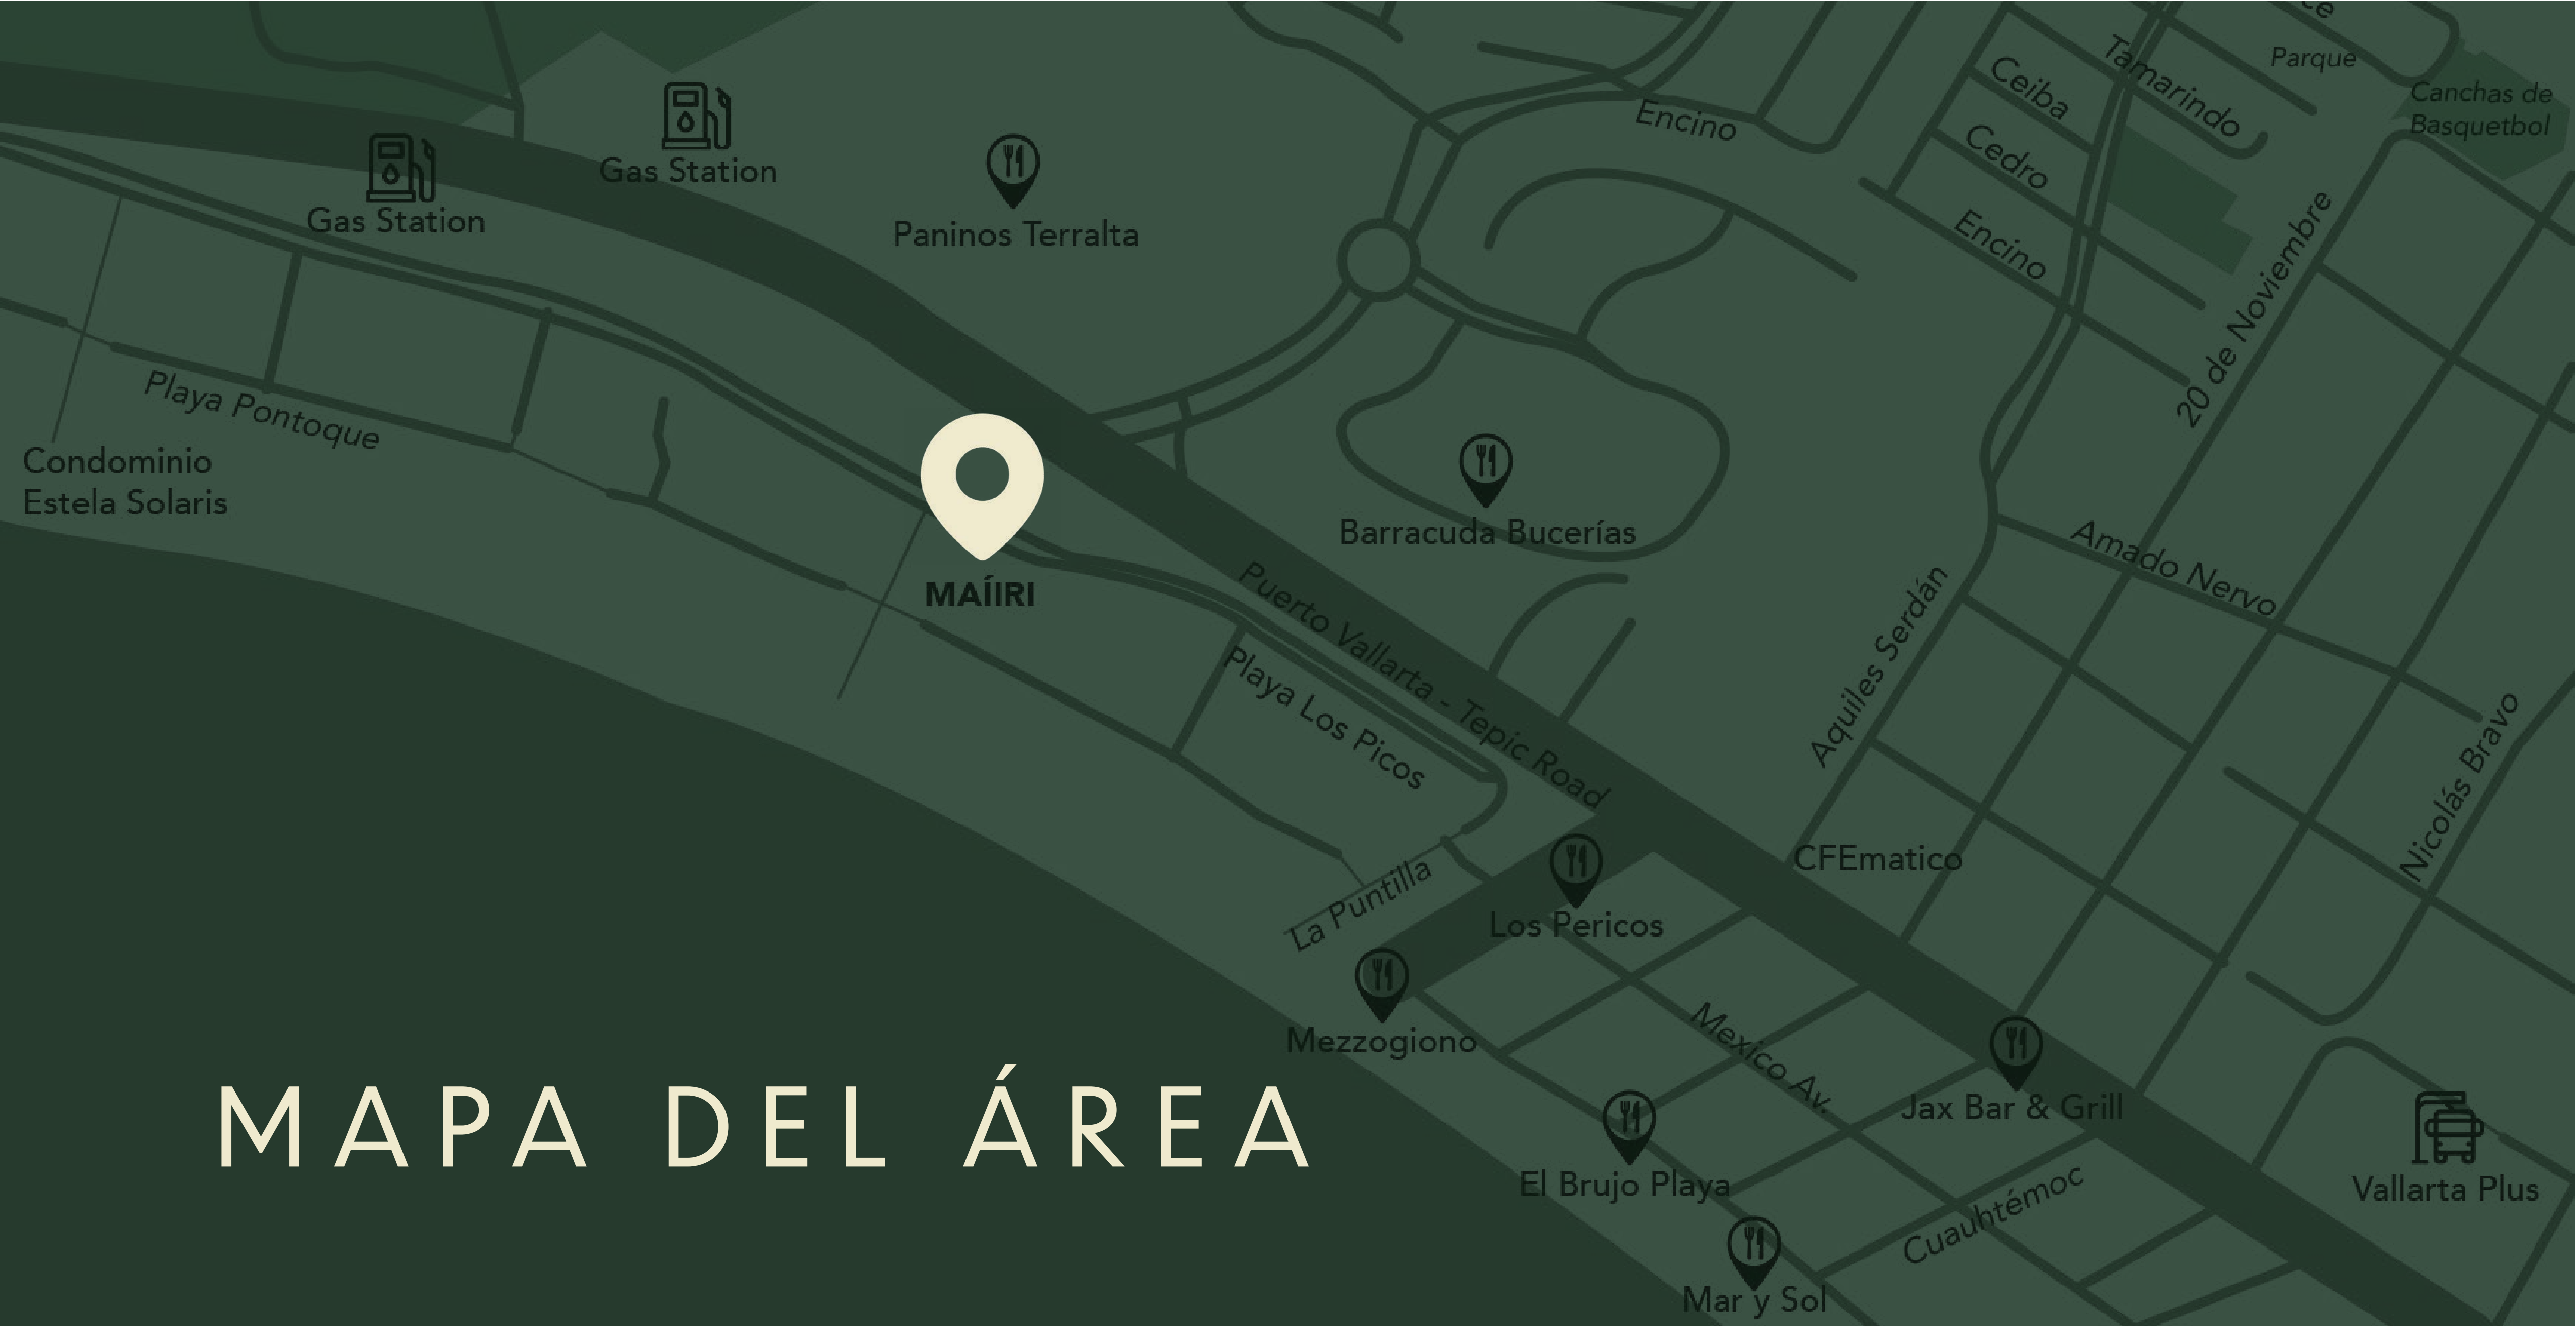 ce
Parque
Tamarindo
Canchas de
Basquetbol
Ceiba
Encino
Cedro
Gas Station
Gas Station
Paninos Terralta
Encino
20 de Noviembre
Playa Pontoque
Condominio
Estela Solaris
Barracuda Bucerías
MAÍIRI
Amado Nervo
Puerto Vallarta - Tepic Road
Aquiles Serdán
Playa Los Picos
Nicolás Bravo
CFEmatico
La Puntilla
Los Pericos
Mezzogiono
Mexico Av.
MAPA DEL ÁREA
Jax Bar & Grill
El Brujo Playa
Vallarta Plus
Cuauhtémoc
Mar y Sol